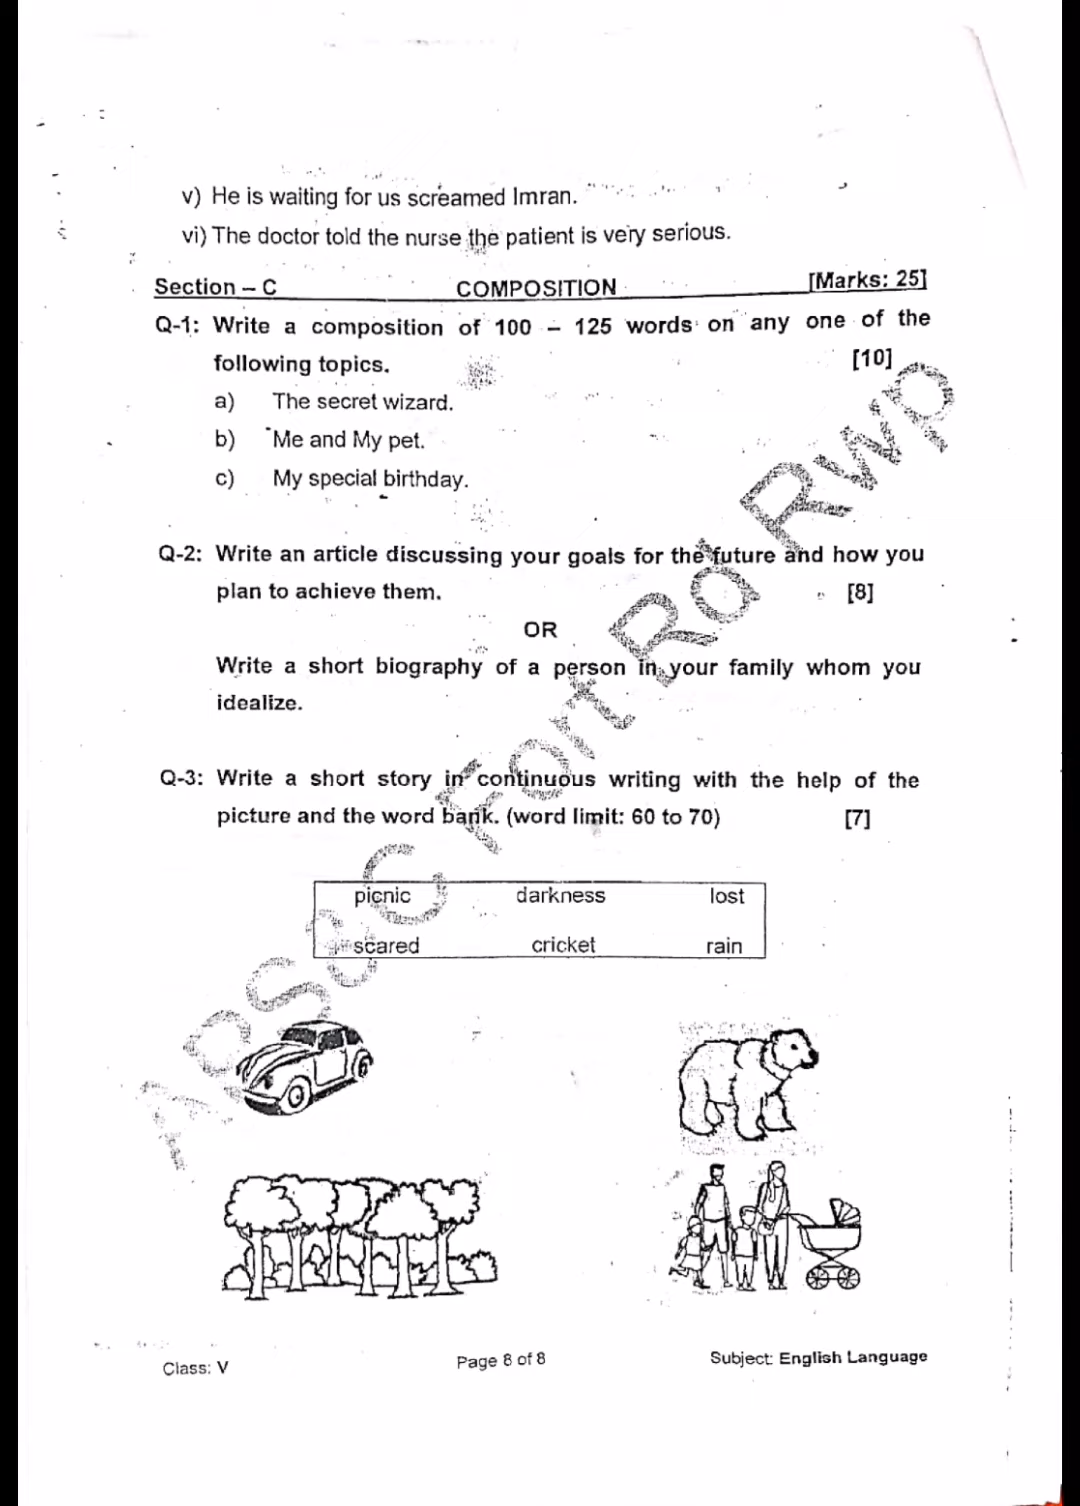 v) He is waiting for us screamed Imran.
vi) The doctor told the nurse the patient is very serious.
Section – C COMPOSITION [Marks: 25]
Q-1: Write a composition of 100 – 125 words on any one of the
following topics. [10]
a) The secret wizard.
b) Me and My pet.
c) My special birthday.
Q-2: Write an article discussing your goals for the future and how you
plan to achieve them. [8]
OR
Write a short biography of a person in your family whom you
idealize.
Q-3: Write a short story in continuous writing with the help of the
picture and the word bank. (word limit: 60 to 70) [7]
picnic darkness lost
scared cricket rain
APSSC Fort Rd Rwp
Class: V Page 8 of 8 Subject: English Language